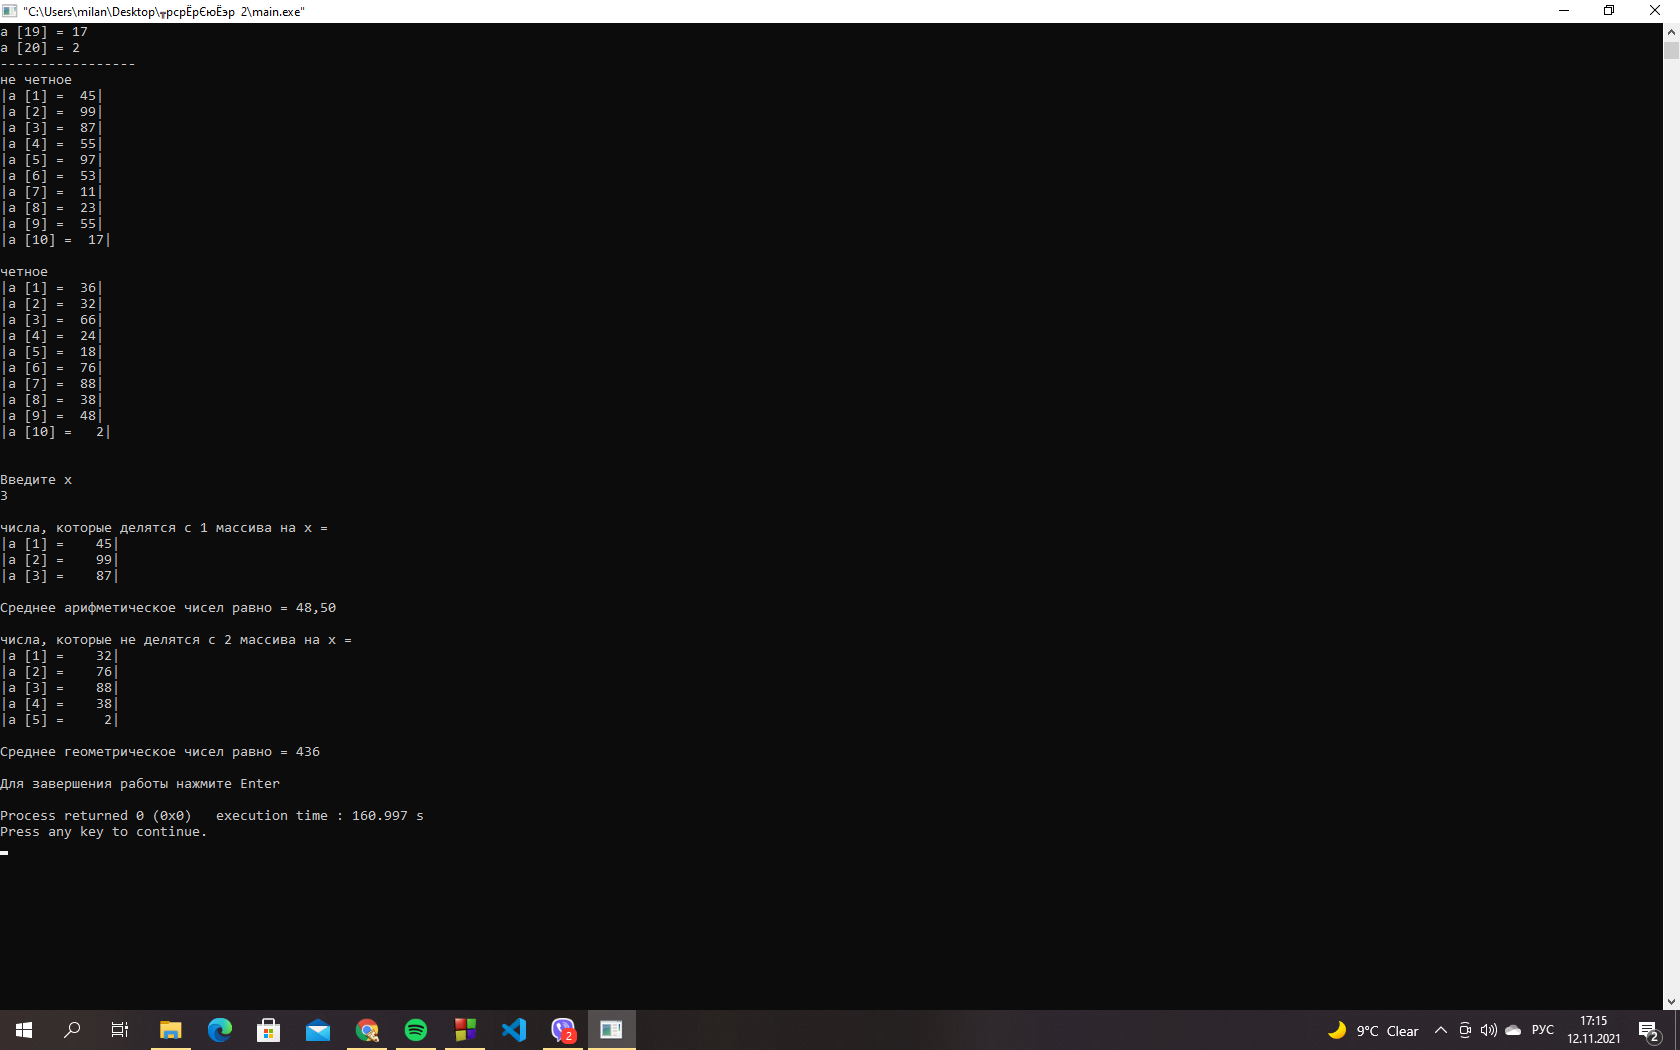 "C:\Users\milan\Desktop\╦рсрЁрЄюЁэр 2\main.exe"
a [19] = 17
a [20] = 2
-----------------
не четное
|a [1] =  45|
|a [2] =  99|
|a [3] =  87|
|a [4] =  55|
|a [5] =  97|
|a [6] =  53|
|a [7] =  11|
|a [8] =  23|
|a [9] =  55|
|a [10] =  17|
четное
|a [1] =  36|
|a [2] =  32|
|a [3] =  66|
|a [4] =  24|
|a [5] =  18|
|a [6] =  76|
|a [7] =  88|
|a [8] =  38|
|a [9] =  48|
|a [10] =   2|
Введите x
3
числа, которые делятся с 1 массива на x =
|a [1] =    45|
|a [2] =    99|
|a [3] =    87|
Среднее арифметическое чисел равно = 48,50
числа, которые не делятся с 2 массива на x =
|a [1] =    32|
|a [2] =    76|
|a [3] =    88|
|a [4] =    38|
|a [5] =     2|
Среднее геометрическое чисел равно = 436
Для завершения работы нажмите Enter
Process returned 0 (0x0)   execution time : 160.997 s
Press any key to continue.
2
9°C Clear
РУС
17:15
12.11.2021
2